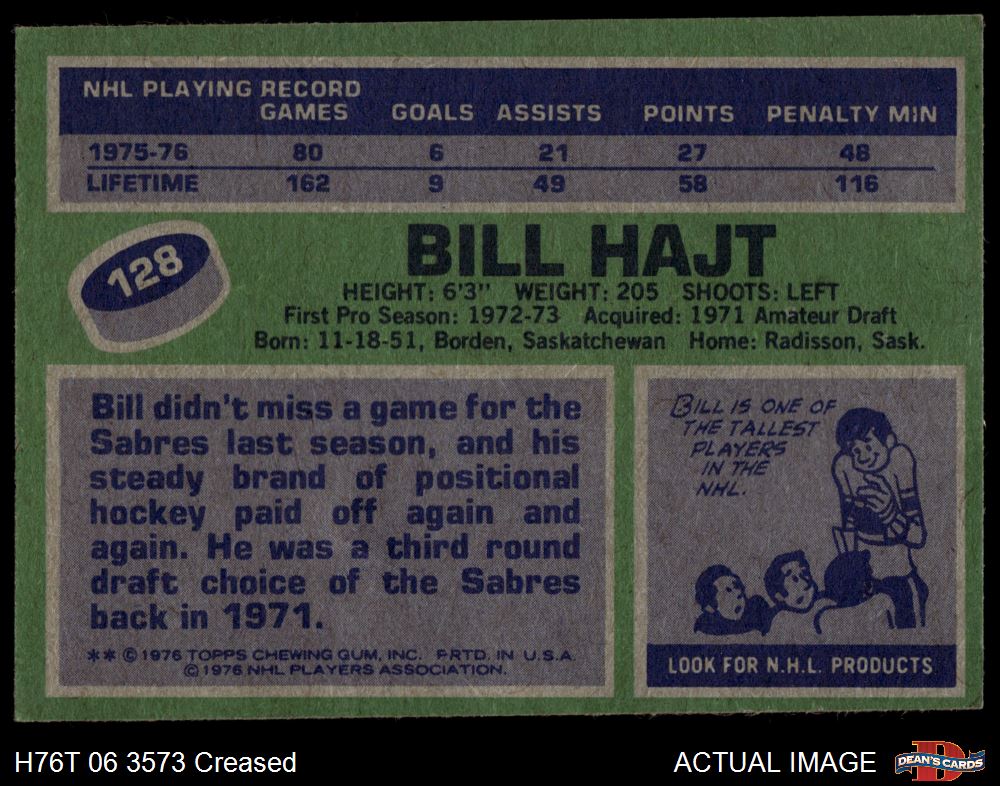 NHL PLAYING RECORD
GAMES GOALS ASSISTS POINTS PENALTY MIN
1975-76 80 6 21 27 48
LIFETIME 162 9 49 58 116
128
BILL HAJT
HEIGHT: 6'3" WEIGHT: 205 SHOOTS: LEFT
First Pro Season: 1972-73 Acquired: 1971 Amateur Draft
Born: 11-18-51, Borden, Saskatchewan Home: Radisson, Sask.
Bill didn't miss a game for the
Sabres last season, and his
steady brand of positional
hockey paid off again and
again. He was a third round
draft choice of the Sabres
back in 1971.
** © 1976 TOPPS CHEWING GUM, INC. PRTD. IN U.S.A.
© 1976 NHL PLAYERS ASSOCIATION.
BILL IS ONE OF
THE TALLEST
PLAYERS
IN THE
NHL.
LOOK FOR N.H.L. PRODUCTS
H76T 06 3573 Creased
ACTUAL IMAGE
D
DEAN'S CARDS